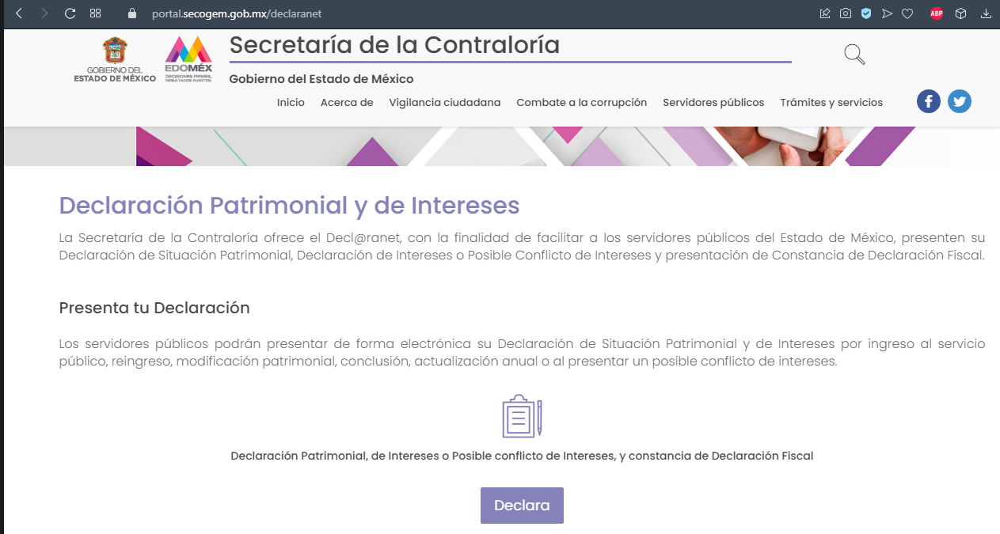 portal.secogem.gob.mx/declaranet
ABP
GOBIERNO DEL
ESTADO DE MÉXICO
EDOMÉX
DECISIONES FIRMES,
RESULTADOS FUERTES.
Secretaría de la Contraloría
Gobierno del Estado de México
Inicio Acerca de Vigilancia ciudadana Combate a la corrupción Servidores públicos Trámites y servicios
Declaración Patrimonial y de Intereses
La Secretaría de la Contraloría ofrece el Decl@ranet, con la finalidad de facilitar a los servidores públicos del Estado de México, presenten su
Declaración de Situación Patrimonial, Declaración de Intereses o Posible Conflicto de Intereses y presentación de Constancia de Declaración Fiscal.
Presenta tu Declaración
Los servidores públicos podrán presentar de forma electrónica su Declaración de Situación Patrimonial y de Intereses por ingreso al servicio
público, reingreso, modificación patrimonial, conclusión, actualización anual o al presentar un posible conflicto de intereses.
Declaración Patrimonial, de Intereses o Posible conflicto de Intereses, y constancia de Declaración Fiscal
Declara